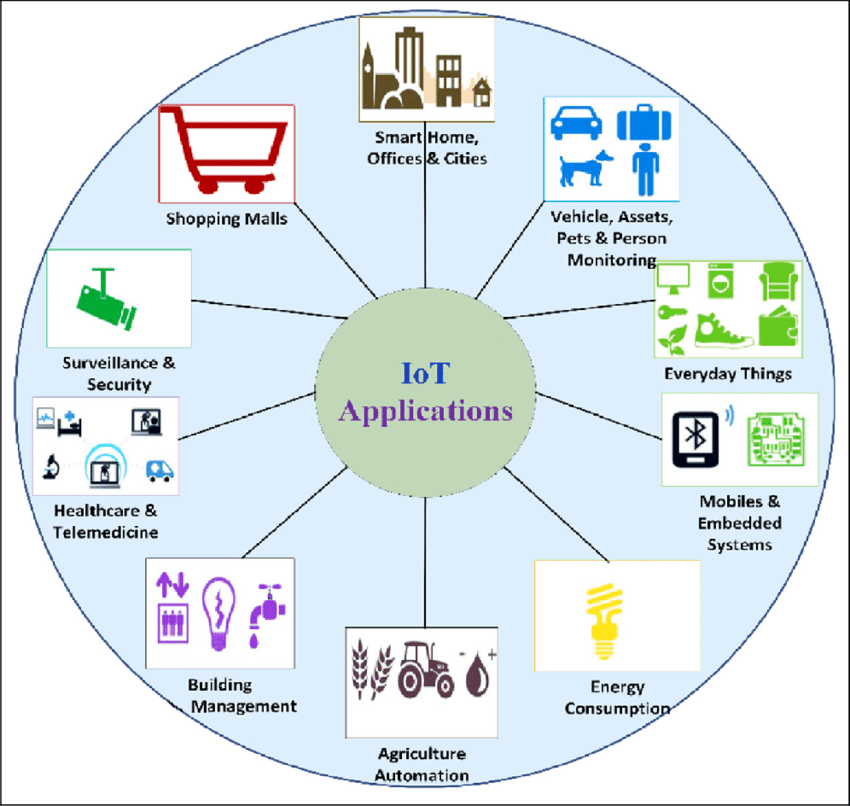 Smart Home,
Offices & Cities
Shopping Malls
Vehicle, Assets,
Pets & Person
Monitoring
Surveillance &
Security
Everyday Things
IoT
Applications
Healthcare &
Telemedicine
Mobiles &
Embedded
Systems
Building
Management
Energy
Consumption
Agriculture
Automation